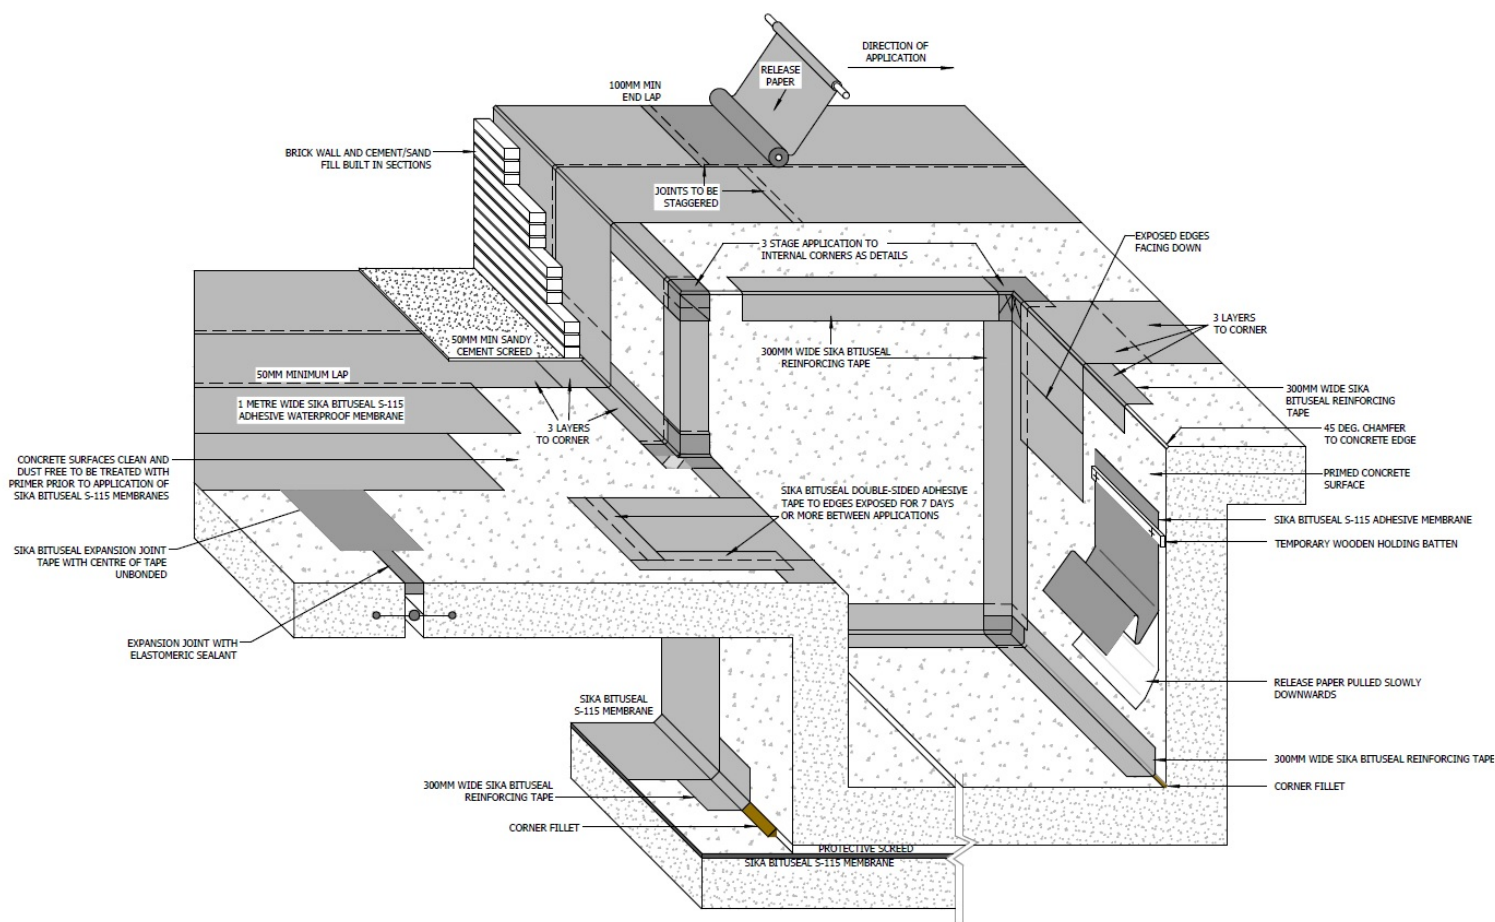 DIRECTION OF
APPLICATION
RELEASE
PAPER
100MM MIN
END LAP
BRICK WALL AND CEMENT/SAND
FILL BUILT IN SECTIONS
JOINTS TO BE
STAGGERED
EXPOSED EDGES
FACING DOWN
3 STAGE APPLICATION TO
INTERNAL CORNERS AS DETAILS
3 LAYERS
TO CORNER
50MM MIN SANDY
CEMENT SCREED
300MM WIDE SIKA BTIUSEAL
REINFORCING TAPE
50MM MINIMUM LAP
300MM WIDE SIKA
BITUSEAL REINFORCING
TAPE
1 METRE WIDE SIKA BITUSEAL S-115
ADHESIVE WATERPROOF MEMBRANE
3 LAYERS
TO CORNER
45 DEG. CHAMFER
TO CONCRETE EDGE
CONCRETE SURFACES CLEAN AND
DUST FREE TO BE TREATED WITH
PRIMER PRIOR TO APPLICATION OF
SIKA BITUSEAL S-115 MEMBRANES
PRIMED CONCRETE
SURFACE
SIKA BITUSEAL DOUBLE-SIDED ADHESIVE
TAPE TO EDGES EXPOSED FOR 7 DAYS
OR MORE BETWEEN APPLICATIONS
SIKA BITUSEAL S-115 ADHESIVE MEMBRANE
TEMPORARY WOODEN HOLDING BATTEN
SIKA BITUSEAL EXPANSION JOINT
TAPE WITH CENTRE OF TAPE
UNBONDED
EXPANSION JOINT WITH
ELASTOMERIC SEALANT
RELEASE PAPER PULLED SLOWLY
DOWNWARDS
SIKA BITUSEAL
S-115 MEMBRANE
300MM WIDE SIKA BITUSEAL REINFORCING TAPE
300MM WIDE SIKA BITUSEAL
REINFORCING TAPE
CORNER FILLET
CORNER FILLET
PROTECTIVE SCREED
SIKA BITUSEAL S-115 MEMBRANE